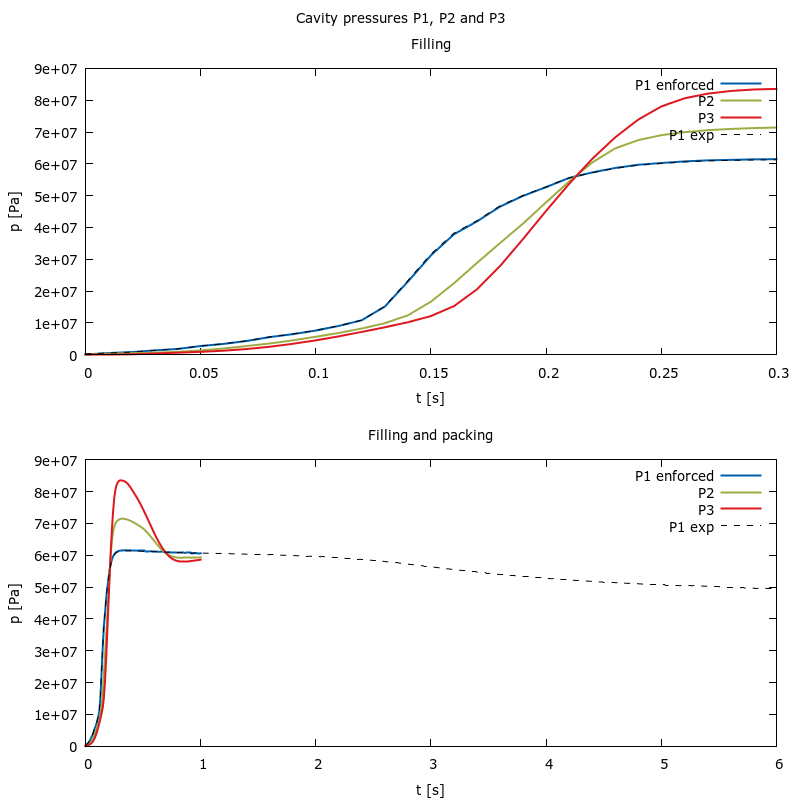 Cavity pressures P1, P2 and P3
Filling
9e+07
8e+07
7e+07
6e+07
5e+07
4e+07
3e+07
2e+07
1e+07
0
p [Pa]
P1 enforced
P2
P3
P1 exp
0 0.05 0.1 0.15 0.2 0.25 0.3
t [s]
Filling and packing
9e+07
8e+07
7e+07
6e+07
5e+07
4e+07
3e+07
2e+07
1e+07
0
p [Pa]
P1 enforced
P2
P3
P1 exp
0 1 2 3 4 5 6
t [s]